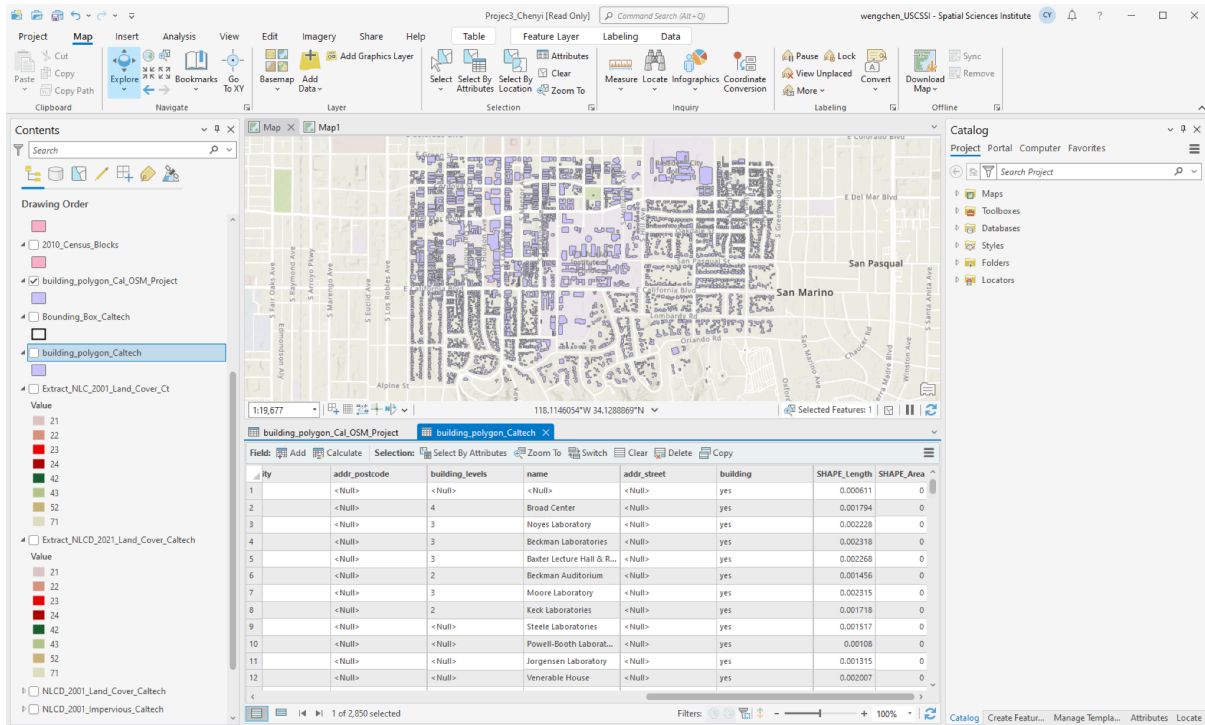 Projec3_Chenyi [Read Only]
Command Search (Alt+Q)
wengchen_USCSSI - Spatial Sciences Institute
CY
?
Project Map Insert Analysis View Edit Imagery Share Help Table Feature Layer Labeling Data
Paste
Cut
Copy
Copy Path
Clipboard
Explore
Bookmarks
Go To XY
Navigate
Basemap
Add Data
Add Graphics Layer
Layer
Select
Select By Attributes
Select By Location
Attributes
Clear
Zoom To
Selection
Measure
Locate
Infographics
Coordinate Conversion
Inquiry
Pause
Lock
View Unplaced
More
Convert
Labeling
Download Map
Sync
Remove
Offline
Contents
Search
Drawing Order
2010_Census_Blocks
building_polygon_Cal_OSM_Project
Bounding_Box_Caltech
building_polygon_Caltech
Extract_NLC_2001_Land_Cover_Ct
Value
21
22
23
24
42
43
52
71
Extract_NLCD_2021_Land_Cover_Caltech
Value
21
22
23
24
42
43
52
71
NLCD_2001_Land_Cover_Caltech
NLCD_2001_Impervious_Caltech
Map
Map1
E Colorado Blvd
E Green St
E Del Mar Blvd
San Pasqual
San Marino
E California Blvd
Lombardy Rd
Orlando Rd
S Fair Oaks Ave
S Raymond Ave
S Arroyo Pkwy
S Marengo Ave
S Euclid Ave
S Los Robles Ave
Edmondson Aly
Alpine St
S Greenwood Ave
S Santa Anita Ave
San Marino Ave
Chaucer Rd
Sierra Madre Blvd
Winston Ave
1:19,677
118.1146054°W 34.1288869°N
Selected Features: 1
building_polygon_Cal_OSM_Project
building_polygon_Caltech
Field: Add Calculate Selection: Select By Attributes Zoom To Switch Clear Delete Copy
ity addr_postcode building_levels name addr_street building SHAPE_Length SHAPE_Area
1 <Null> <Null> <Null> <Null> yes 0.000611 0
2 <Null> 4 Broad Center <Null> yes 0.001794 0
3 <Null> 3 Noyes Laboratory <Null> yes 0.002228 0
4 <Null> 3 Beckman Laboratories <Null> yes 0.002318 0
5 <Null> 3 Baxter Lecture Hall & R... <Null> yes 0.002268 0
6 <Null> 2 Beckman Auditorium <Null> yes 0.001456 0
7 <Null> 3 Moore Laboratory <Null> yes 0.002315 0
8 <Null> 2 Keck Laboratories <Null> yes 0.001718 0
9 <Null> <Null> Steele Laboratories <Null> yes 0.001517 0
10 <Null> <Null> Powell-Booth Laborat... <Null> yes 0.00108 0
11 <Null> <Null> Jorgensen Laboratory <Null> yes 0.001315 0
12 <Null> <Null> Venerable House <Null> yes 0.002007 0
1 of 2,850 selected
Filters:
100%
Catalog
Project Portal Computer Favorites
Search Project
Maps
Toolboxes
Databases
Styles
Folders
Locators
Catalog Create Featur... Manage Templa... Attributes Locate